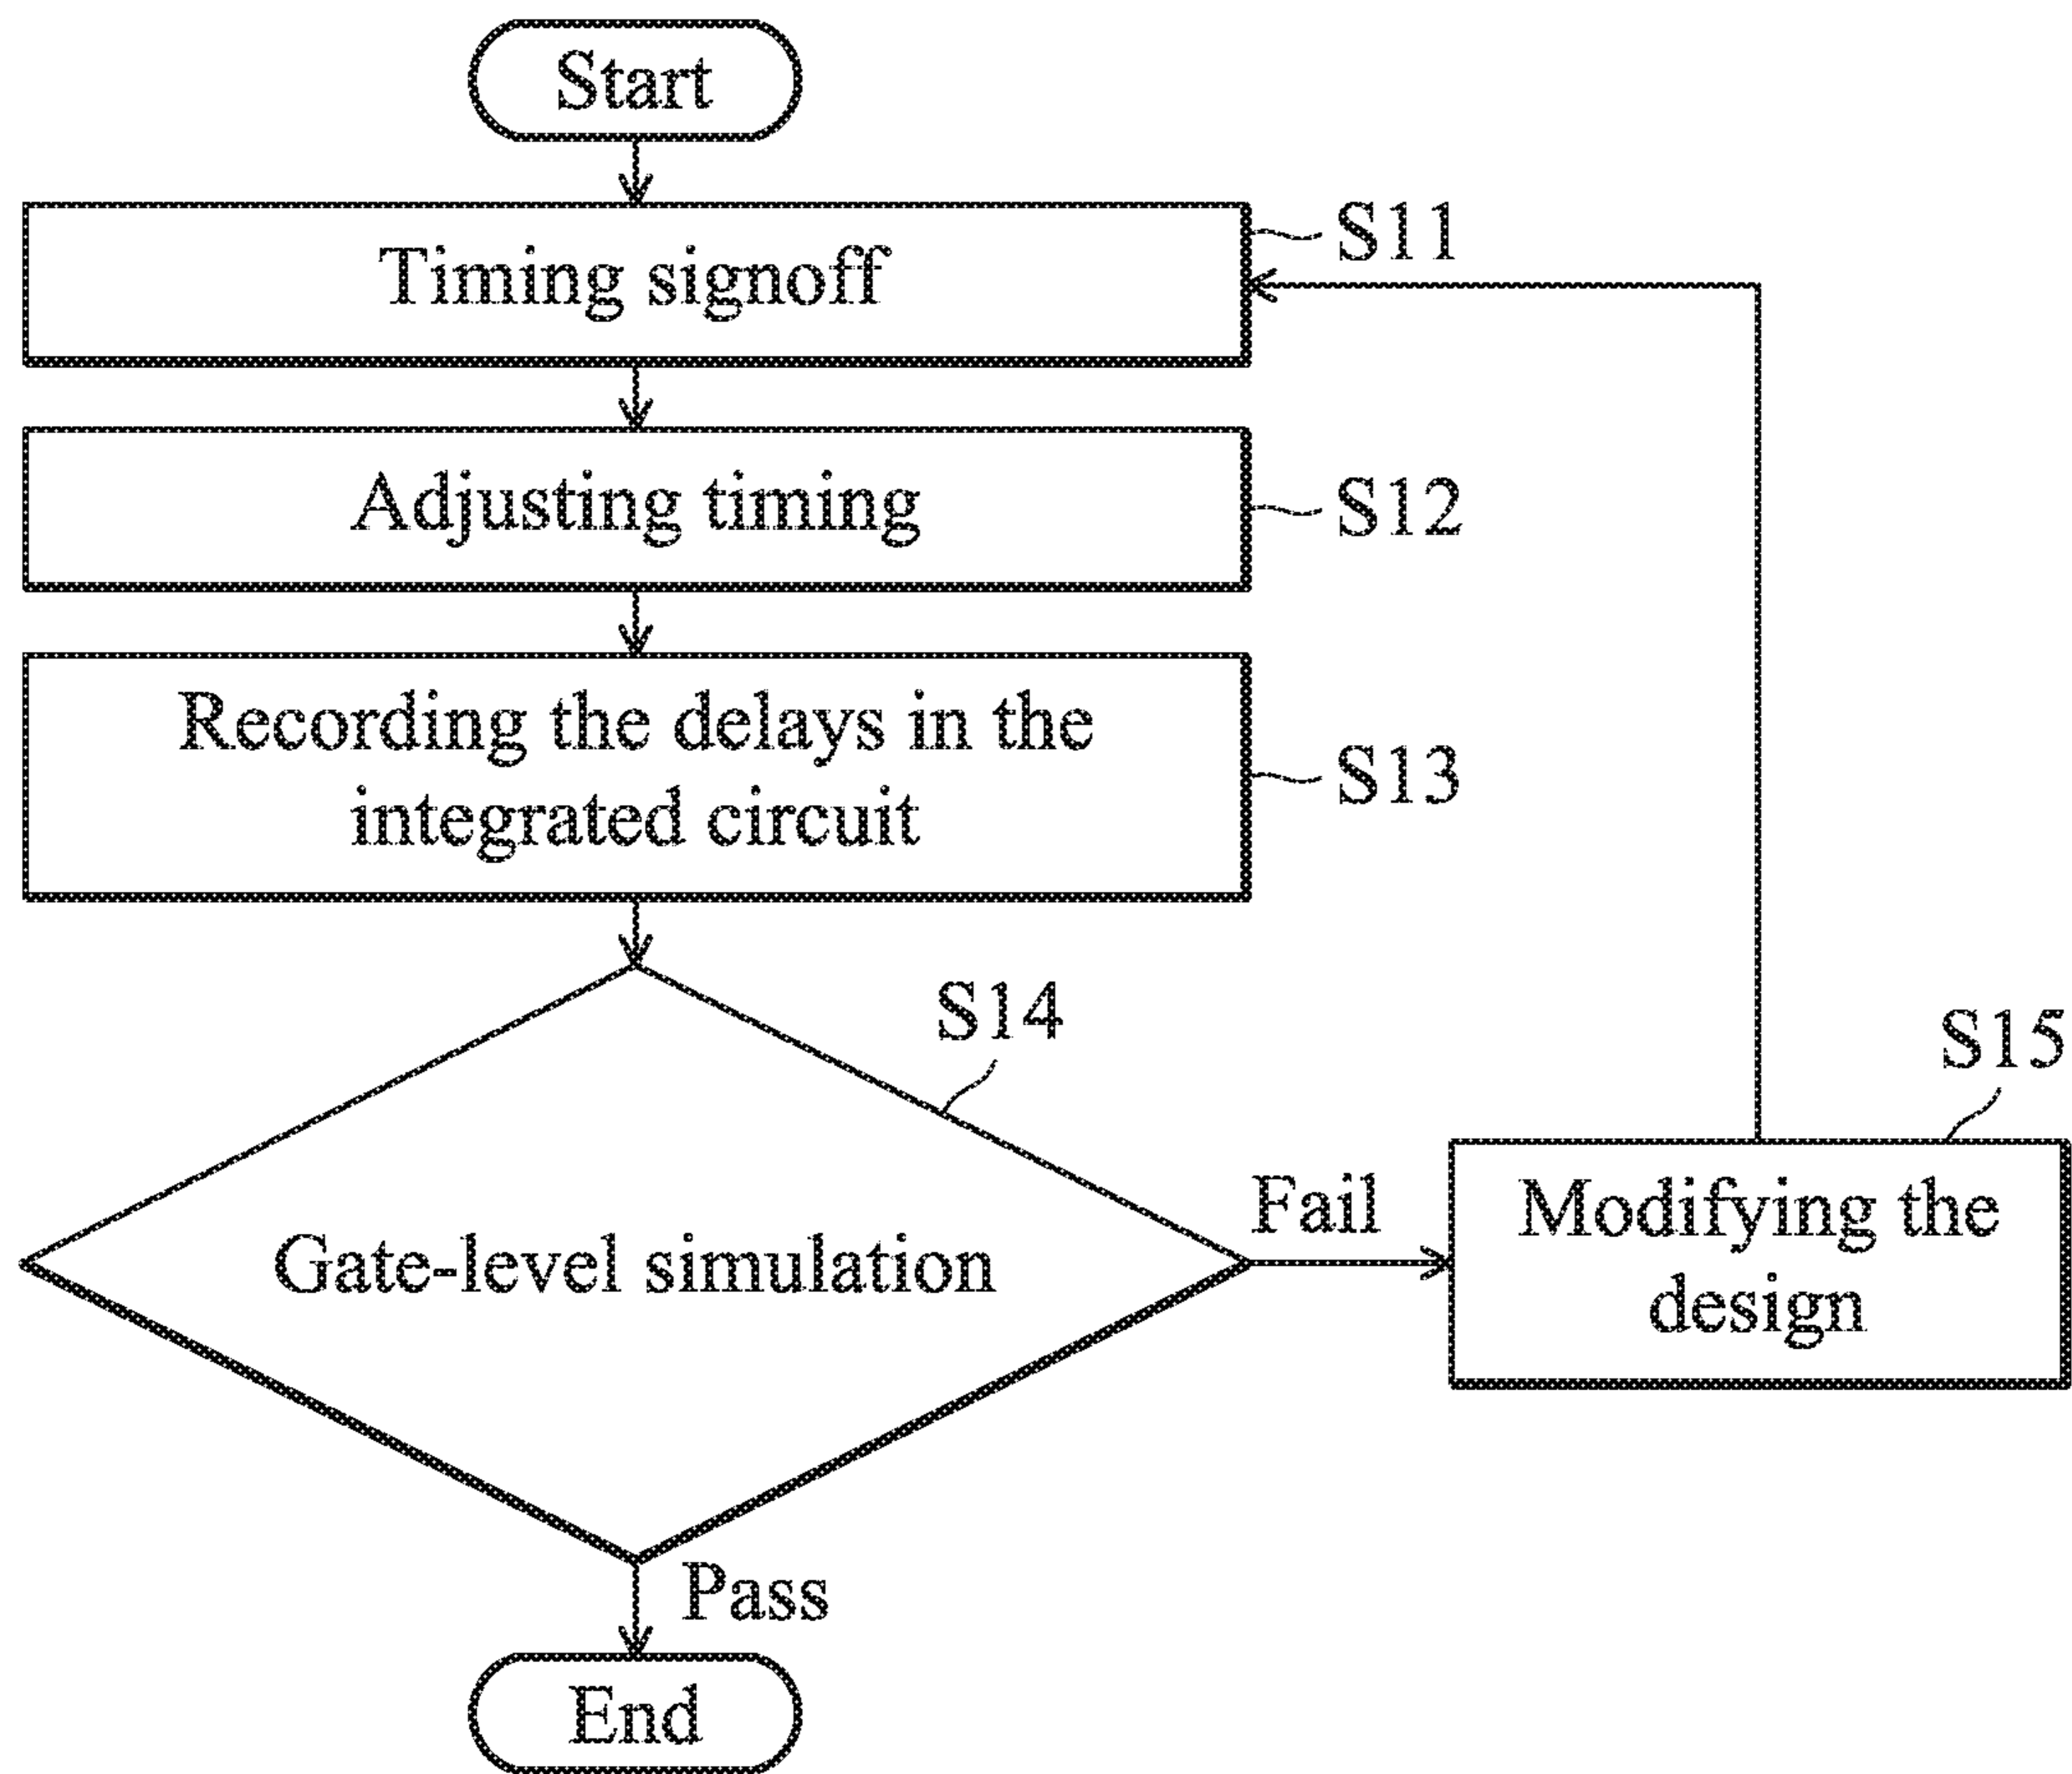 Start
Timing signoff
S11
Adjusting timing
S12
Recording the delays in the
integrated circuit
S13
S14
Gate-level simulation
Fail
S15
Modifying the
design
Pass
End